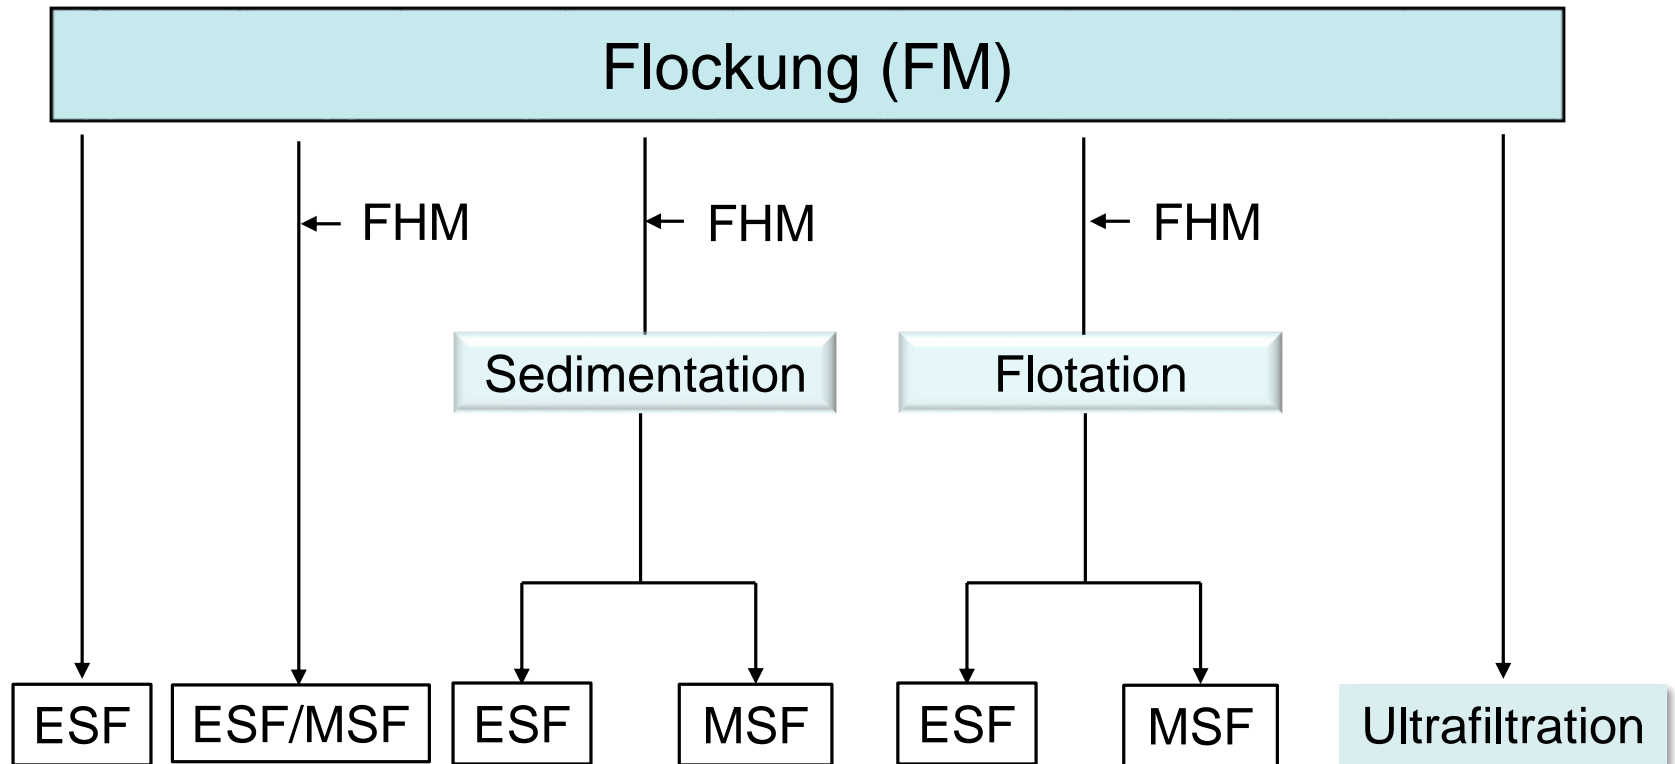 Flockung (FM)
FHM
FHM
FHM
Sedimentation
Flotation
ESF
ESF/MSF
ESF
MSF
ESF
MSF
Ultrafiltration